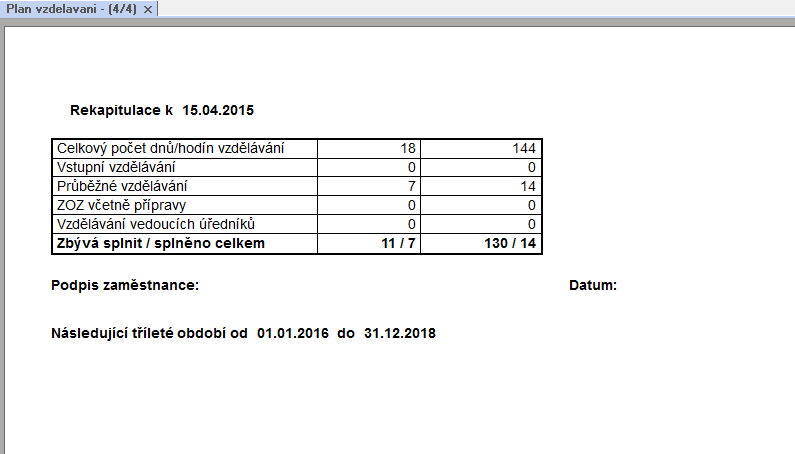 Plan vzdelavani - (4/4) ×
Rekapitulace k 15.04.2015
Celkový počet dnů/hodín vzdělávání 18 144
Vstupní vzdělávání 0 0
Průběžné vzdělávání 7 14
ZOZ včetně přípravy 0 0
Vzdělávání vedoucích úředníků 0 0
Zbývá splnit / splněno celkem 11 / 7 130 / 14
Podpis zaměstnance: Datum:
Následující tříleté období od 01.01.2016 do 31.12.2018